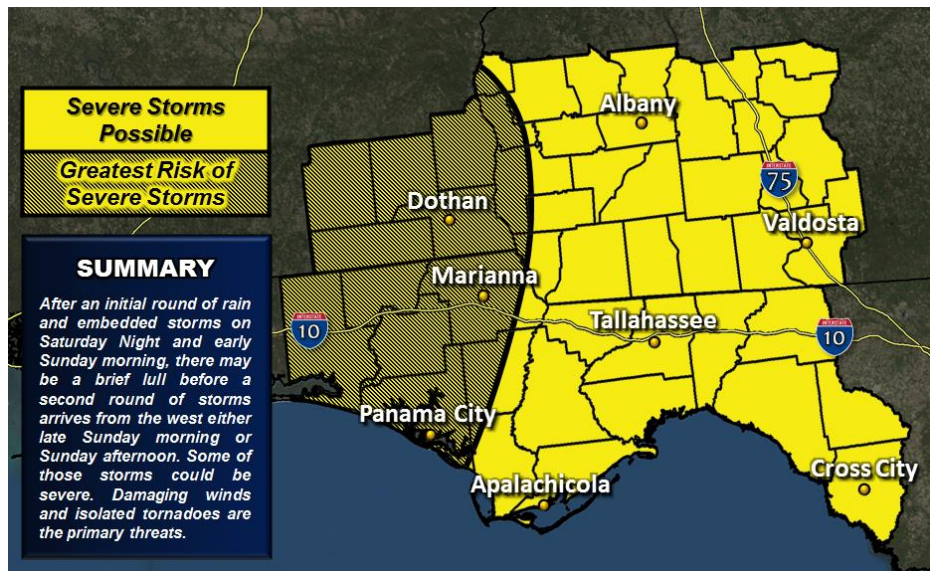 Severe Storms
Possible
Greatest Risk of
Severe Storms
SUMMARY
After an initial round of rain
and embedded storms on
Saturday Night and early
Sunday morning, there may
be a brief lull before a
second round of storms
arrives from the west either
late Sunday morning or
Sunday afternoon. Some of
those storms could be
severe. Damaging winds
and isolated tornadoes are
the primary threats.
Albany
INTERSTATE
75
Dothan
Valdosta
Marianna
INTERSTATE
10
Tallahassee
INTERSTATE
10
Panama City
Apalachicola
Cross City